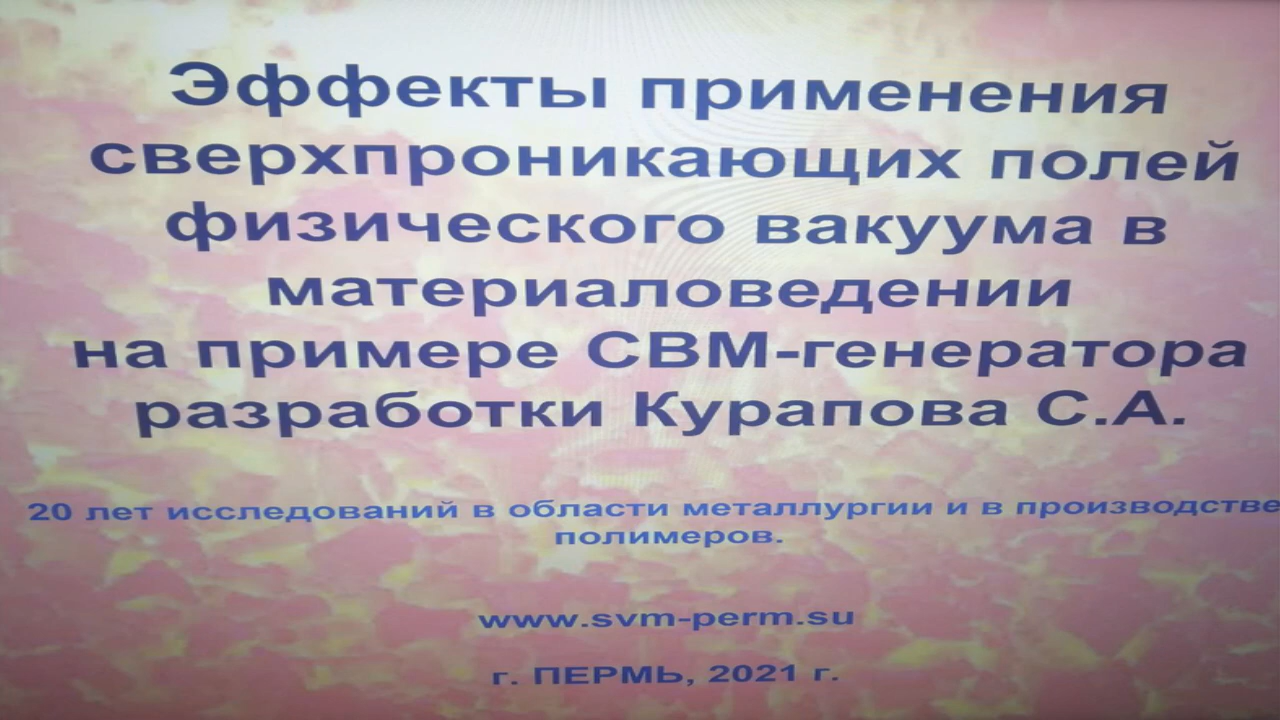 Эффекты применения
сверхпроникающих полей
физического вакуума в
материаловедении
на примере СВМ-генератора
разработки Курапова С.А.
20 лет исследований в области металлургии и в производстве
полимеров.
www.svm-perm.su
г. ПЕРМЬ, 2021 г.